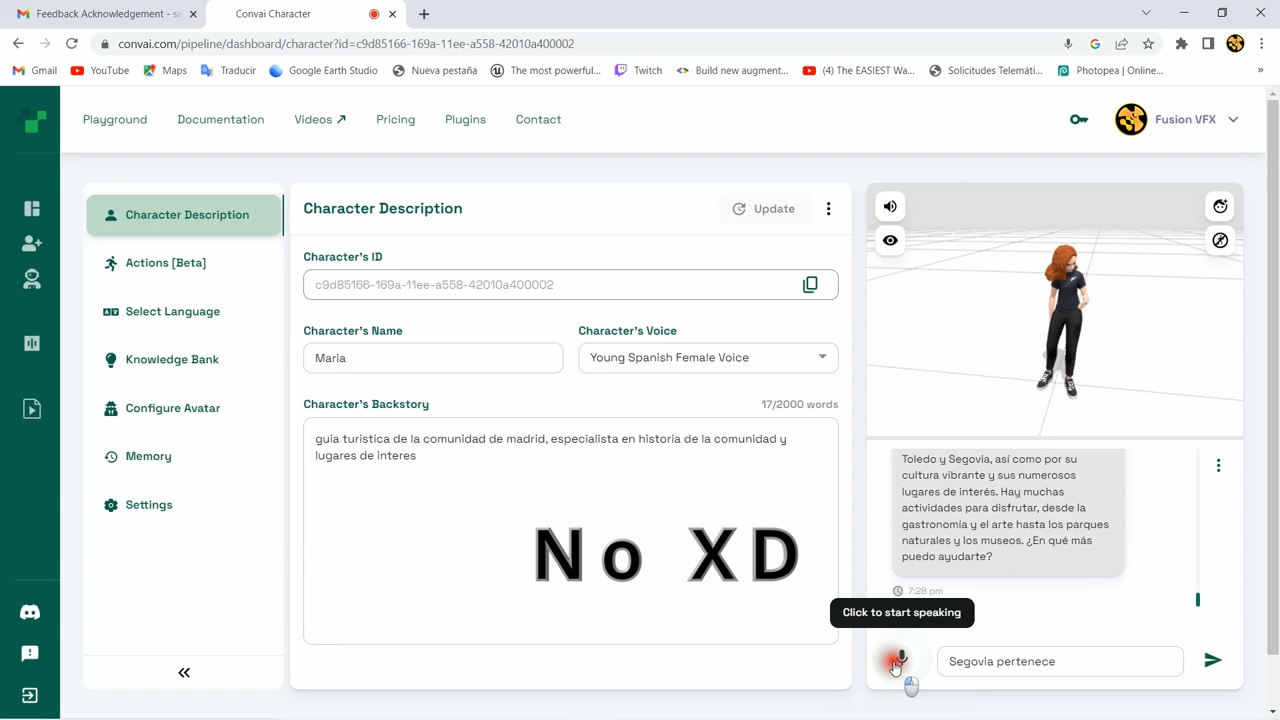 Feedback Acknowledgement - sa
Convai Character
convai.com/pipeline/dashboard/character?id=c9d85166-169a-11ee-a558-42010a400002
Gmail
YouTube
Maps
Traducir
Google Earth Studio
Nueva pestaña
The most powerful...
Twitch
Build new augment...
(4) The EASIEST Wa...
Solicitudes Telemáti...
Photopea | Online...
»
Playground
Documentation
Videos
Pricing
Plugins
Contact
Fusion VFX
Character Description
Actions [Beta]
Select Language
Knowledge Bank
Configure Avatar
Memory
Settings
Character Description
Update
Character's ID
c9d85166-169a-11ee-a558-42010a400002
Character's Name
Character's Voice
Maria
Young Spanish Female Voice
Character's Backstory
17/2000 words
guia turistica de la comunidad de madrid, especialista en historia de la comunidad y
lugares de interes
No XD
Toledo y Segovia, así como por su
cultura vibrante y sus numerosos
lugares de interés. Hay muchas
actividades para disfrutar, desde la
gastronomía y el arte hasta los parques
naturales y los museos. ¿En qué más
puedo ayudarte?
7:28 pm
Click to start speaking
Segovia pertenece